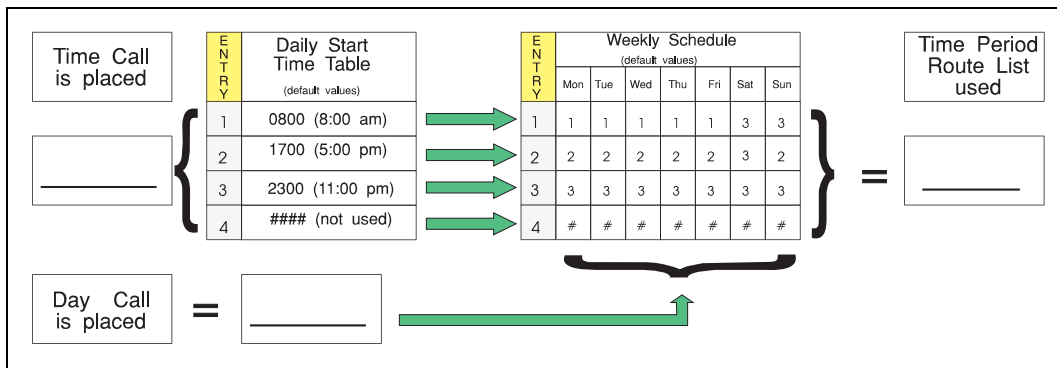 Time Call
is placed
ENTRY
Daily Start
Time Table
(default values)
1 0800 (8:00 am)
2 1700 (5:00 pm)
3 2300 (11:00 pm)
4 #### (not used)
ENTRY
Weekly Schedule
(default values)
Mon Tue Wed Thu Fri Sat Sun
1 1 1 1 1 1 3 3
2 2 2 2 2 2 3 2
3 3 3 3 3 3 3 3
4 # # # # # # #
=
Time Period
Route List
used
Day Call
is placed
=